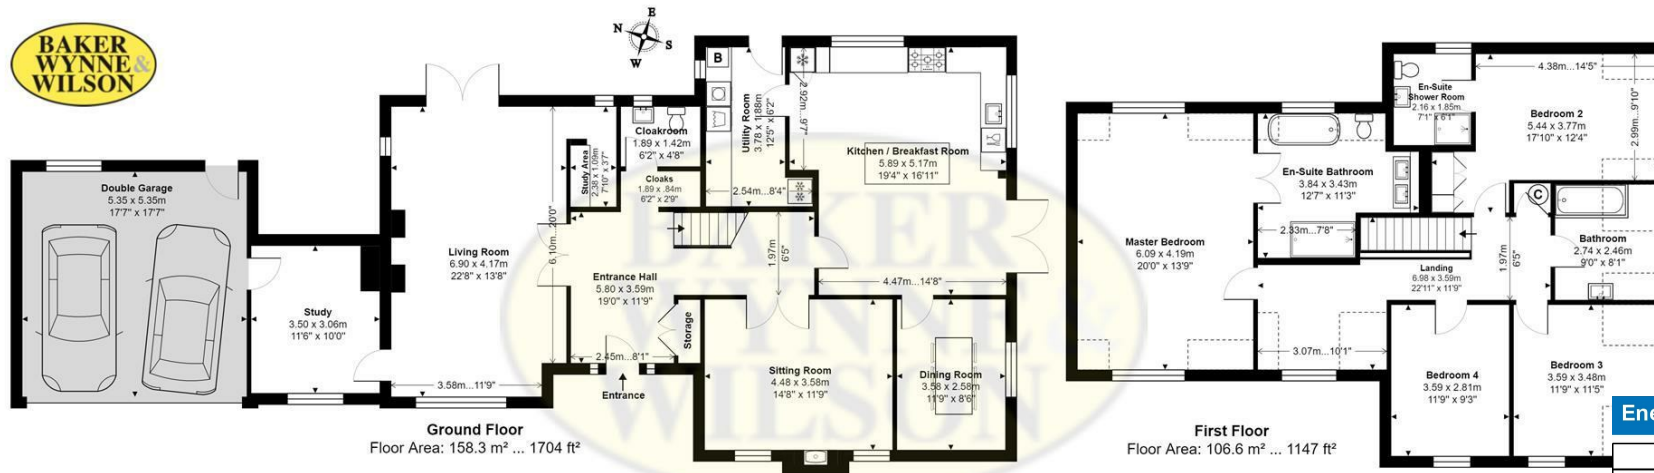 BAKER
WYNNE &
WILSON
N
E
S
W
Double Garage
5.35 x 5.35m
17'7" x 17'7"
Study
3.50 x 3.06m
11'6" x 10'0"
Living Room
6.90 x 4.17m
22'8" x 13'8"
6.10m...20'0"
3.58m...11'9"
Study Area
2.38 x 1.09m
7'10" x 3'7"
Cloakroom
1.89 x 1.42m
6'2" x 4'8"
Cloaks
1.89 x .84m
6'2" x 2'9"
Entrance Hall
5.80 x 3.59m
19'0" x 11'9"
2.45m...8'1"
Storage
Entrance
1.97m
6'5"
B
Utility Room
3.78 x 1.88m
12'5" x 6'2"
2.54m...8'4"
2.92m...9'7"
Kitchen / Breakfast Room
5.89 x 5.17m
19'4" x 16'11"
4.47m...14'8"
Sitting Room
4.48 x 3.58m
14'8" x 11'9"
Dining Room
3.58 x 2.58m
11'9" x 8'6"
Ground Floor
Floor Area: 158.3 m² ... 1704 ft²
BAKER
WYNNE &
WILSON
Master Bedroom
6.09 x 4.19m
20'0" x 13'9"
En-Suite Bathroom
3.84 x 3.43m
12'7" x 11'3"
2.33m...7'8"
En-Suite
Shower Room
2.16 x 1.85m
7'1" x 6'1"
4.38m...14'5"
Bedroom 2
5.44 x 3.77m
17'10" x 12'4"
2.99m...9'10"
C
Bathroom
2.74 x 2.46m
9'0" x 8'1"
Landing
6.98 x 3.59m
22'11" x 11'9"
1.97m
6'5"
3.07m...10'1"
Bedroom 4
3.59 x 2.81m
11'9" x 9'3"
Bedroom 3
3.59 x 3.48m
11'9" x 11'5"
First Floor
Floor Area: 106.6 m² ... 1147 ft²
Ene